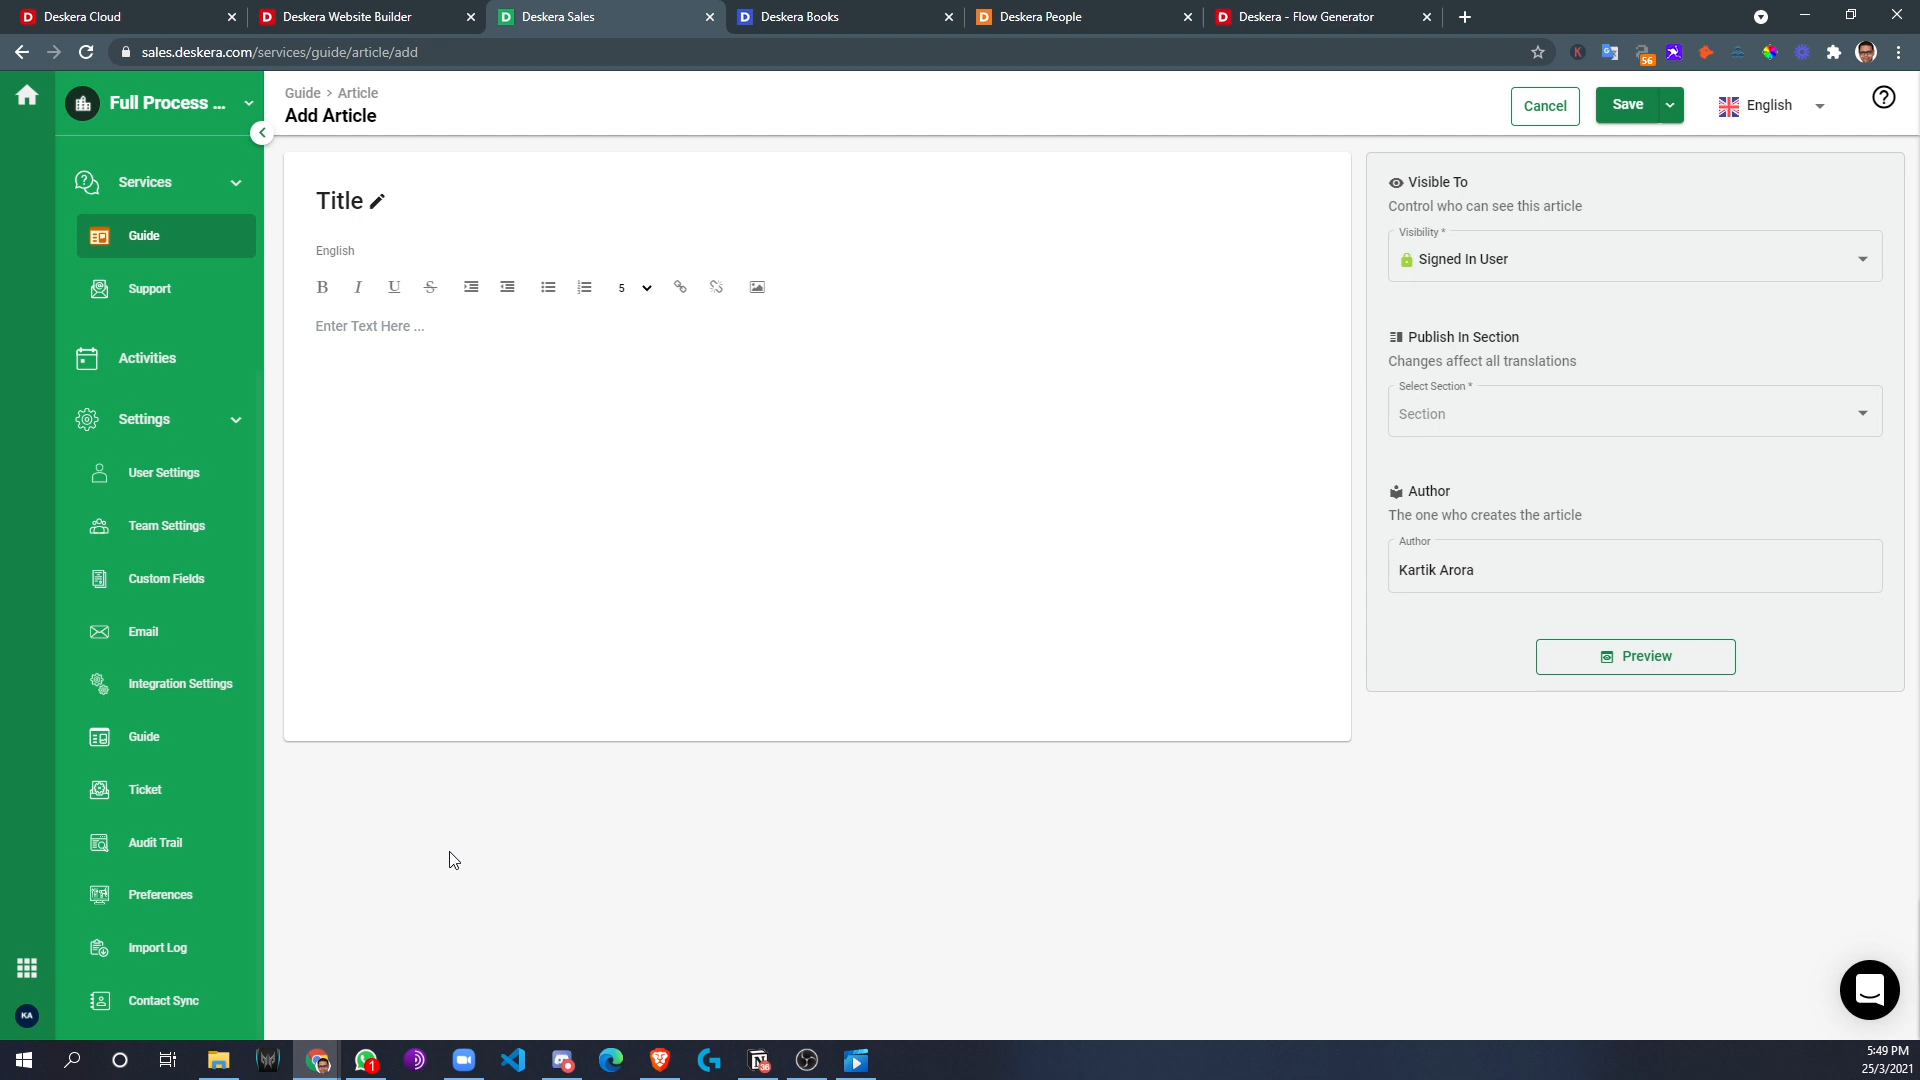 Deskera Cloud
Deskera Website Builder
Deskera Sales
Deskera Books
Deskera People
Deskera - Flow Generator
sales.deskera.com/services/guide/article/add
56
Full Process ...
Guide > Article
Add Article
Cancel
Save
English
Services
Guide
Support
Activities
Settings
User Settings
Team Settings
Custom Fields
Email
Integration Settings
Guide
Ticket
Audit Trail
Preferences
Import Log
Contact Sync
KA
Title
English
B I U S 5
Enter Text Here ...
Visible To
Control who can see this article
Visibility *
Signed In User
Publish In Section
Changes affect all translations
Select Section *
Section
Author
The one who creates the article
Author
Kartik Arora
Preview
1
36
5:49 PM
25/3/2021